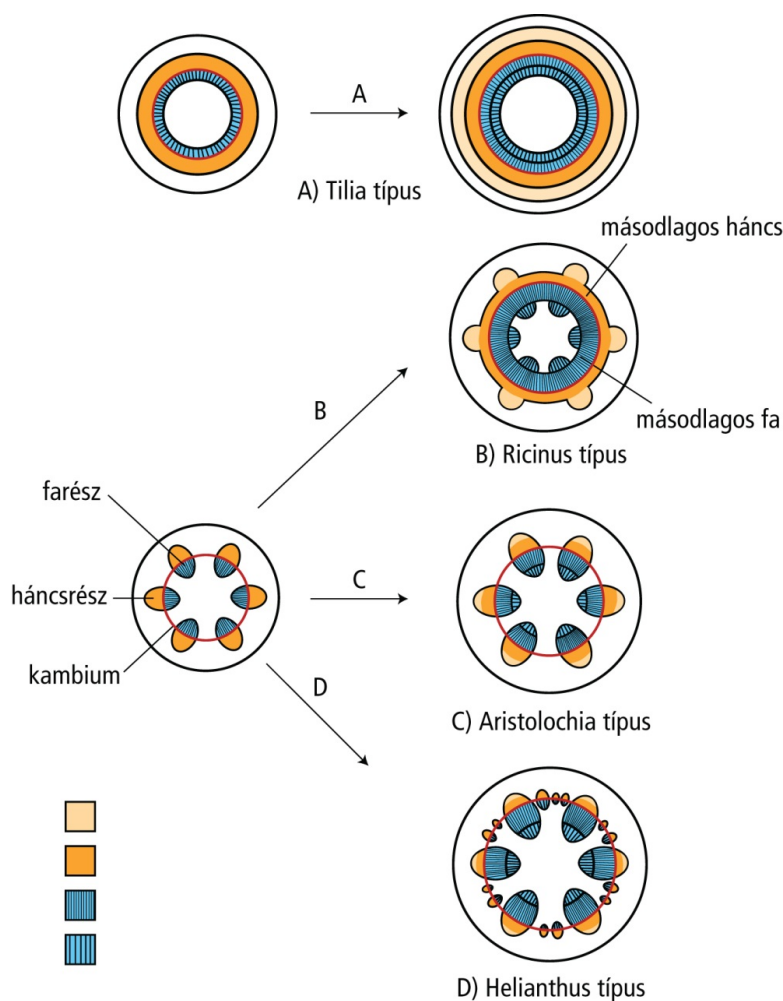 A
A) Tilia típus
másodlagos háncs
másodlagos fa
B
B) Ricinus típus
farész
háncsrész
kambium
C
C) Aristolochia típus
D
D) Helianthus típus